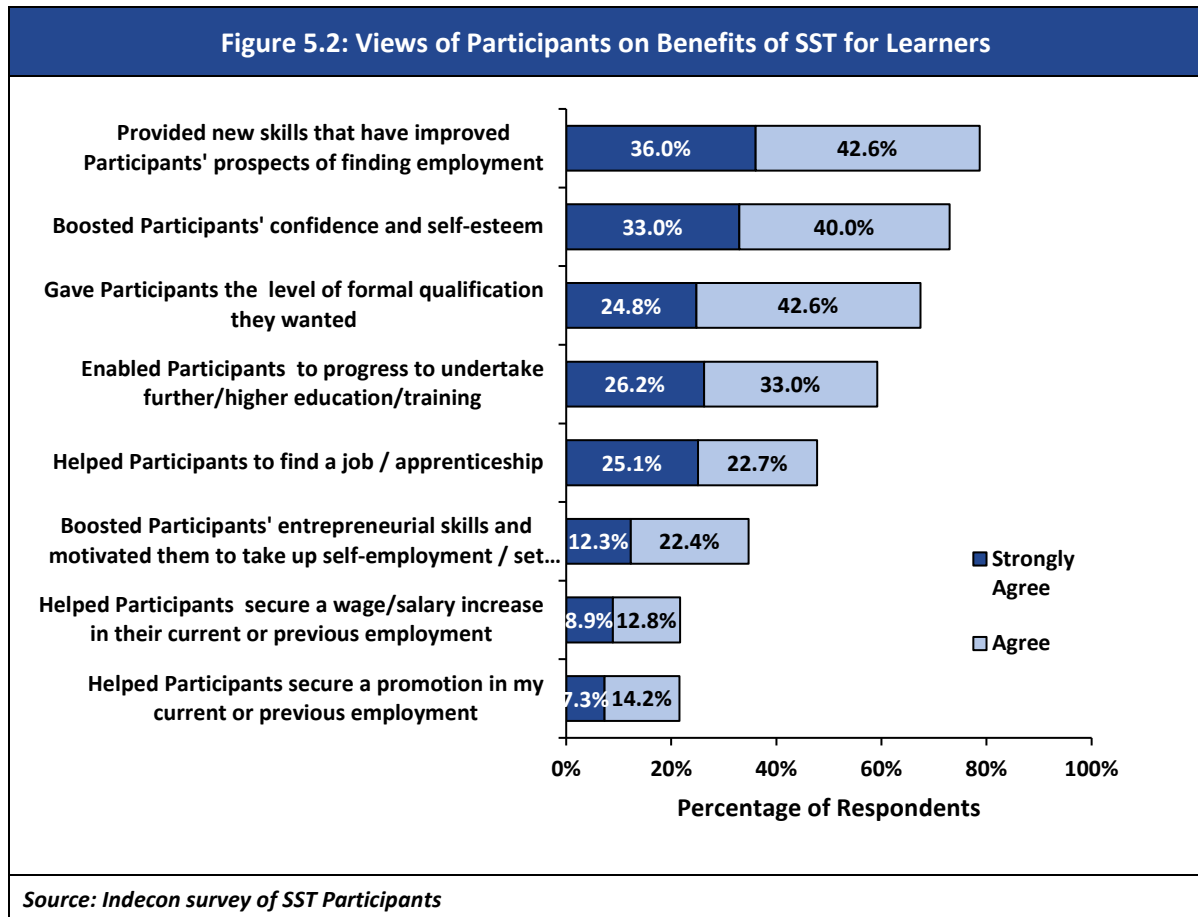 Figure 5.2: Views of Participants on Benefits of SST for Learners
Provided new skills that have improved
Participants' prospects of finding employment
36.0% 42.6%
Boosted Participants' confidence and self-esteem
33.0% 40.0%
Gave Participants the level of formal qualification
they wanted
24.8% 42.6%
Enabled Participants to progress to undertake
further/higher education/training
26.2% 33.0%
Helped Participants to find a job / apprenticeship
25.1% 22.7%
Boosted Participants' entrepreneurial skills and
motivated them to take up self-employment / set...
12.3% 22.4%
Helped Participants secure a wage/salary increase
in their current or previous employment
8.9% 12.8%
Helped Participants secure a promotion in my
current or previous employment
7.3% 14.2%
Strongly
Agree
Agree
0% 20% 40% 60% 80% 100%
Percentage of Respondents
Source: Indecon survey of SST Participants